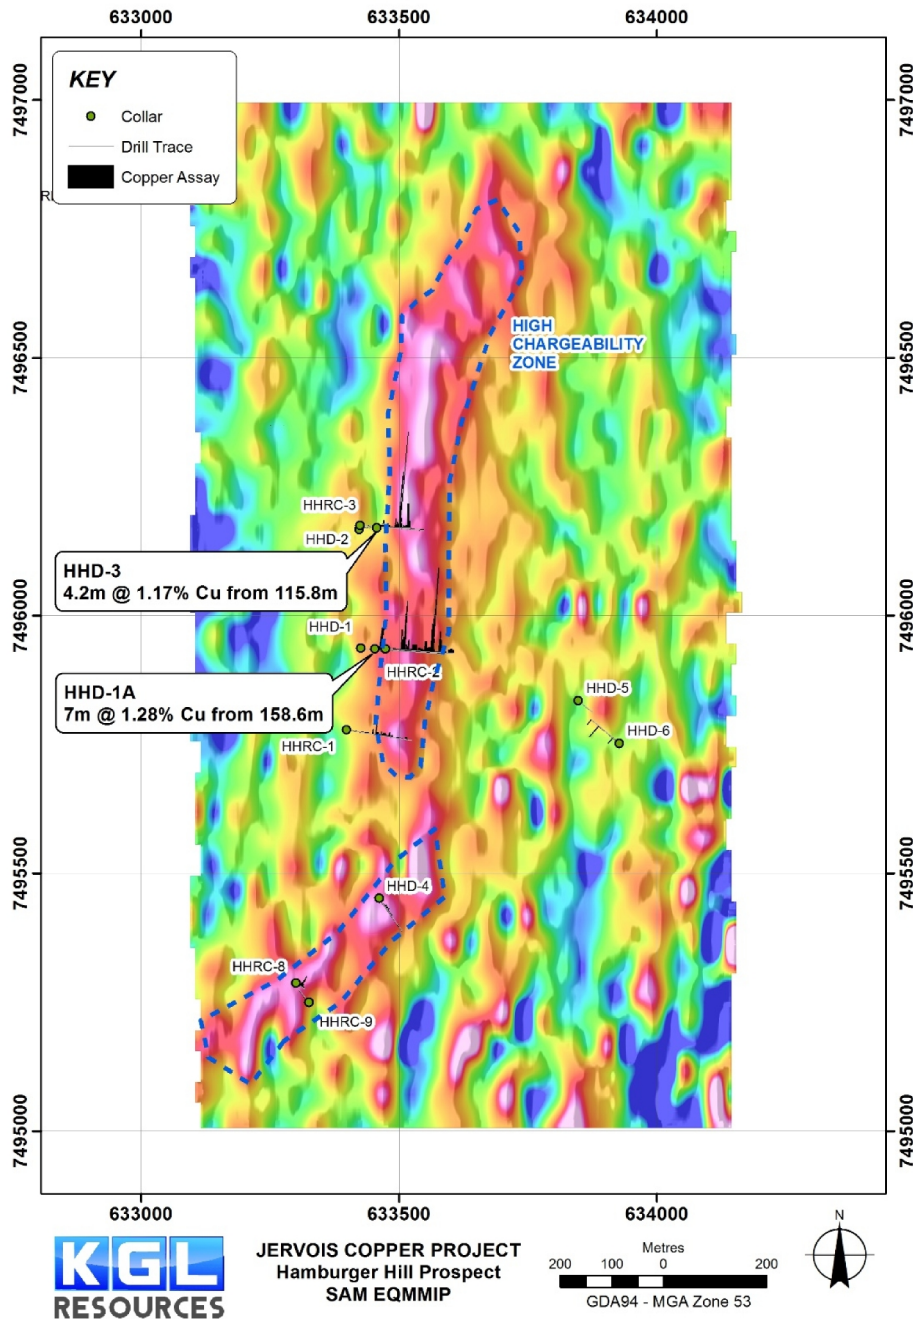 633000
633500
634000
KEY
Collar
Drill Trace
Copper Assay
7497000
7497000
HIGH
CHARGEABILITY
ZONE
7496500
7496500
HHRC-3
HHD-2
HHD-3
4.2m @ 1.17% Cu from 115.8m
7496000
7496000
HHD-1
HHRC-2
HHD-1A
7m @ 1.28% Cu from 158.6m
HHD-5
HHD-6
HHRC-1
7495500
7495500
HHD-4
HHRC-8
HHRC-9
7495000
7495000
633000
633500
634000
KGL
RESOURCES
JERVOIS COPPER PROJECT
Hamburger Hill Prospect
SAM EQMMIP
Metres
200
100
0
200
GDA94 - MGA Zone 53
N